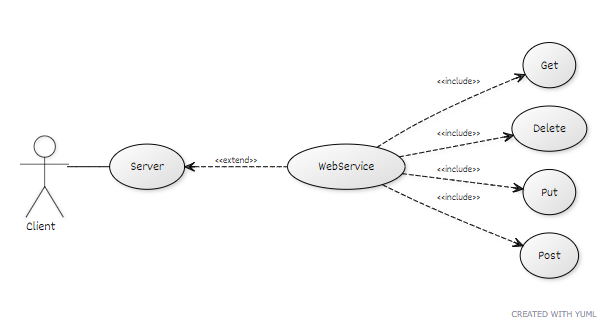 Get
<<include>>
Delete
<<include>>
<<extend>>
Server
WebService
<<include>>
Put
<<include>>
Client
Post
CREATED WITH YUML